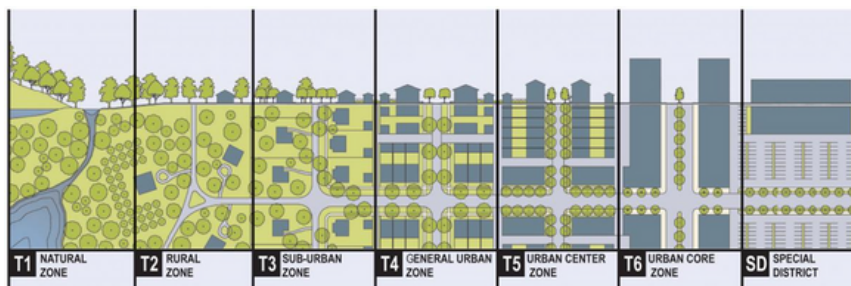 T1 NATURAL
ZONE
T2 RURAL
ZONE
T3 SUB-URBAN
ZONE
T4 GENERAL URBAN
ZONE
T5 URBAN CENTER
ZONE
T6 URBAN CORE
ZONE
SD SPECIAL
DISTRICT